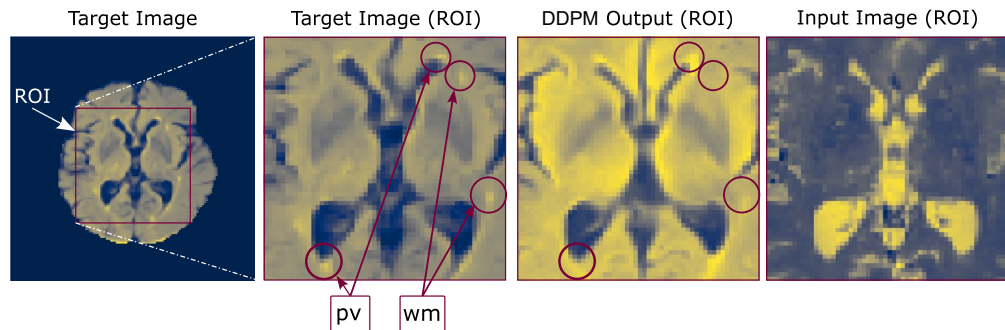 Target Image
Target Image (ROI)
DDPM Output (ROI)
Input Image (ROI)
ROI
pv
wm